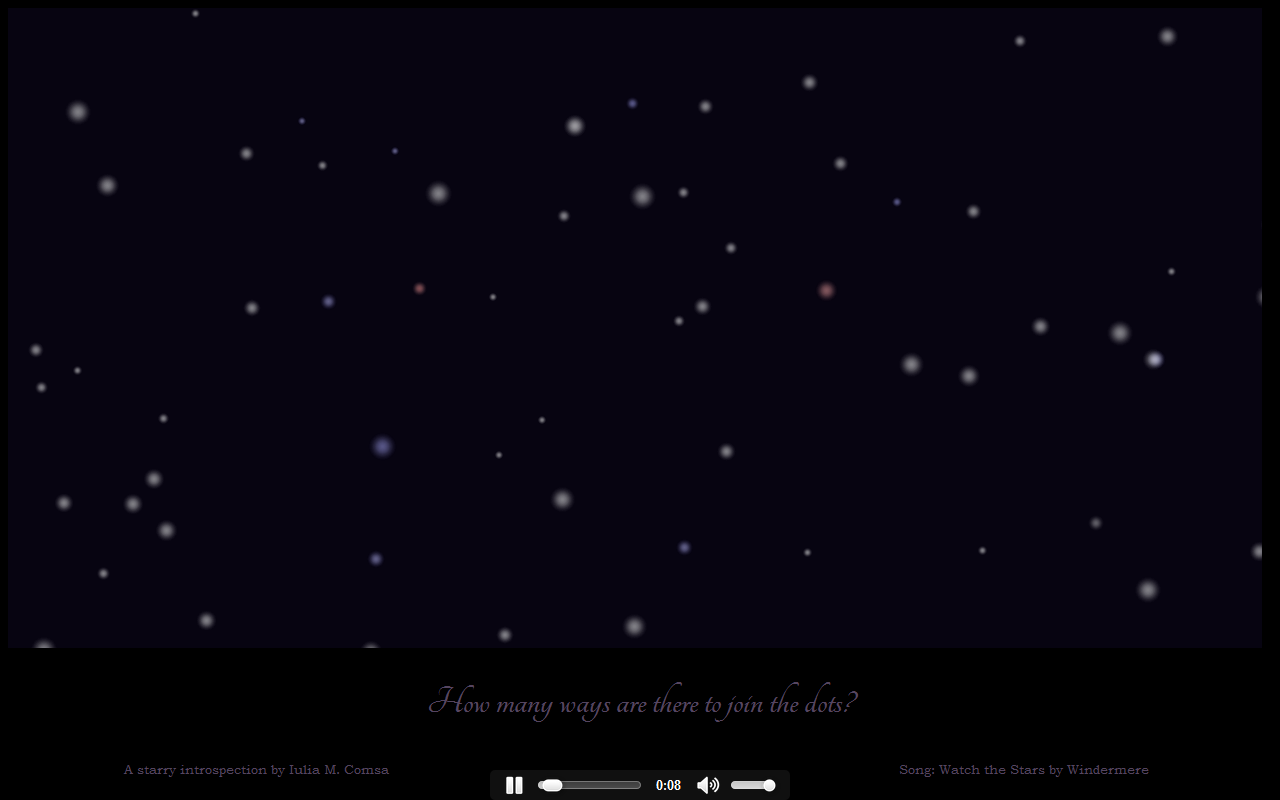 How many ways are there to join the dots?
A starry introspection by Iulia M. Comsa
0:08
Song: Watch the Stars by Windermere